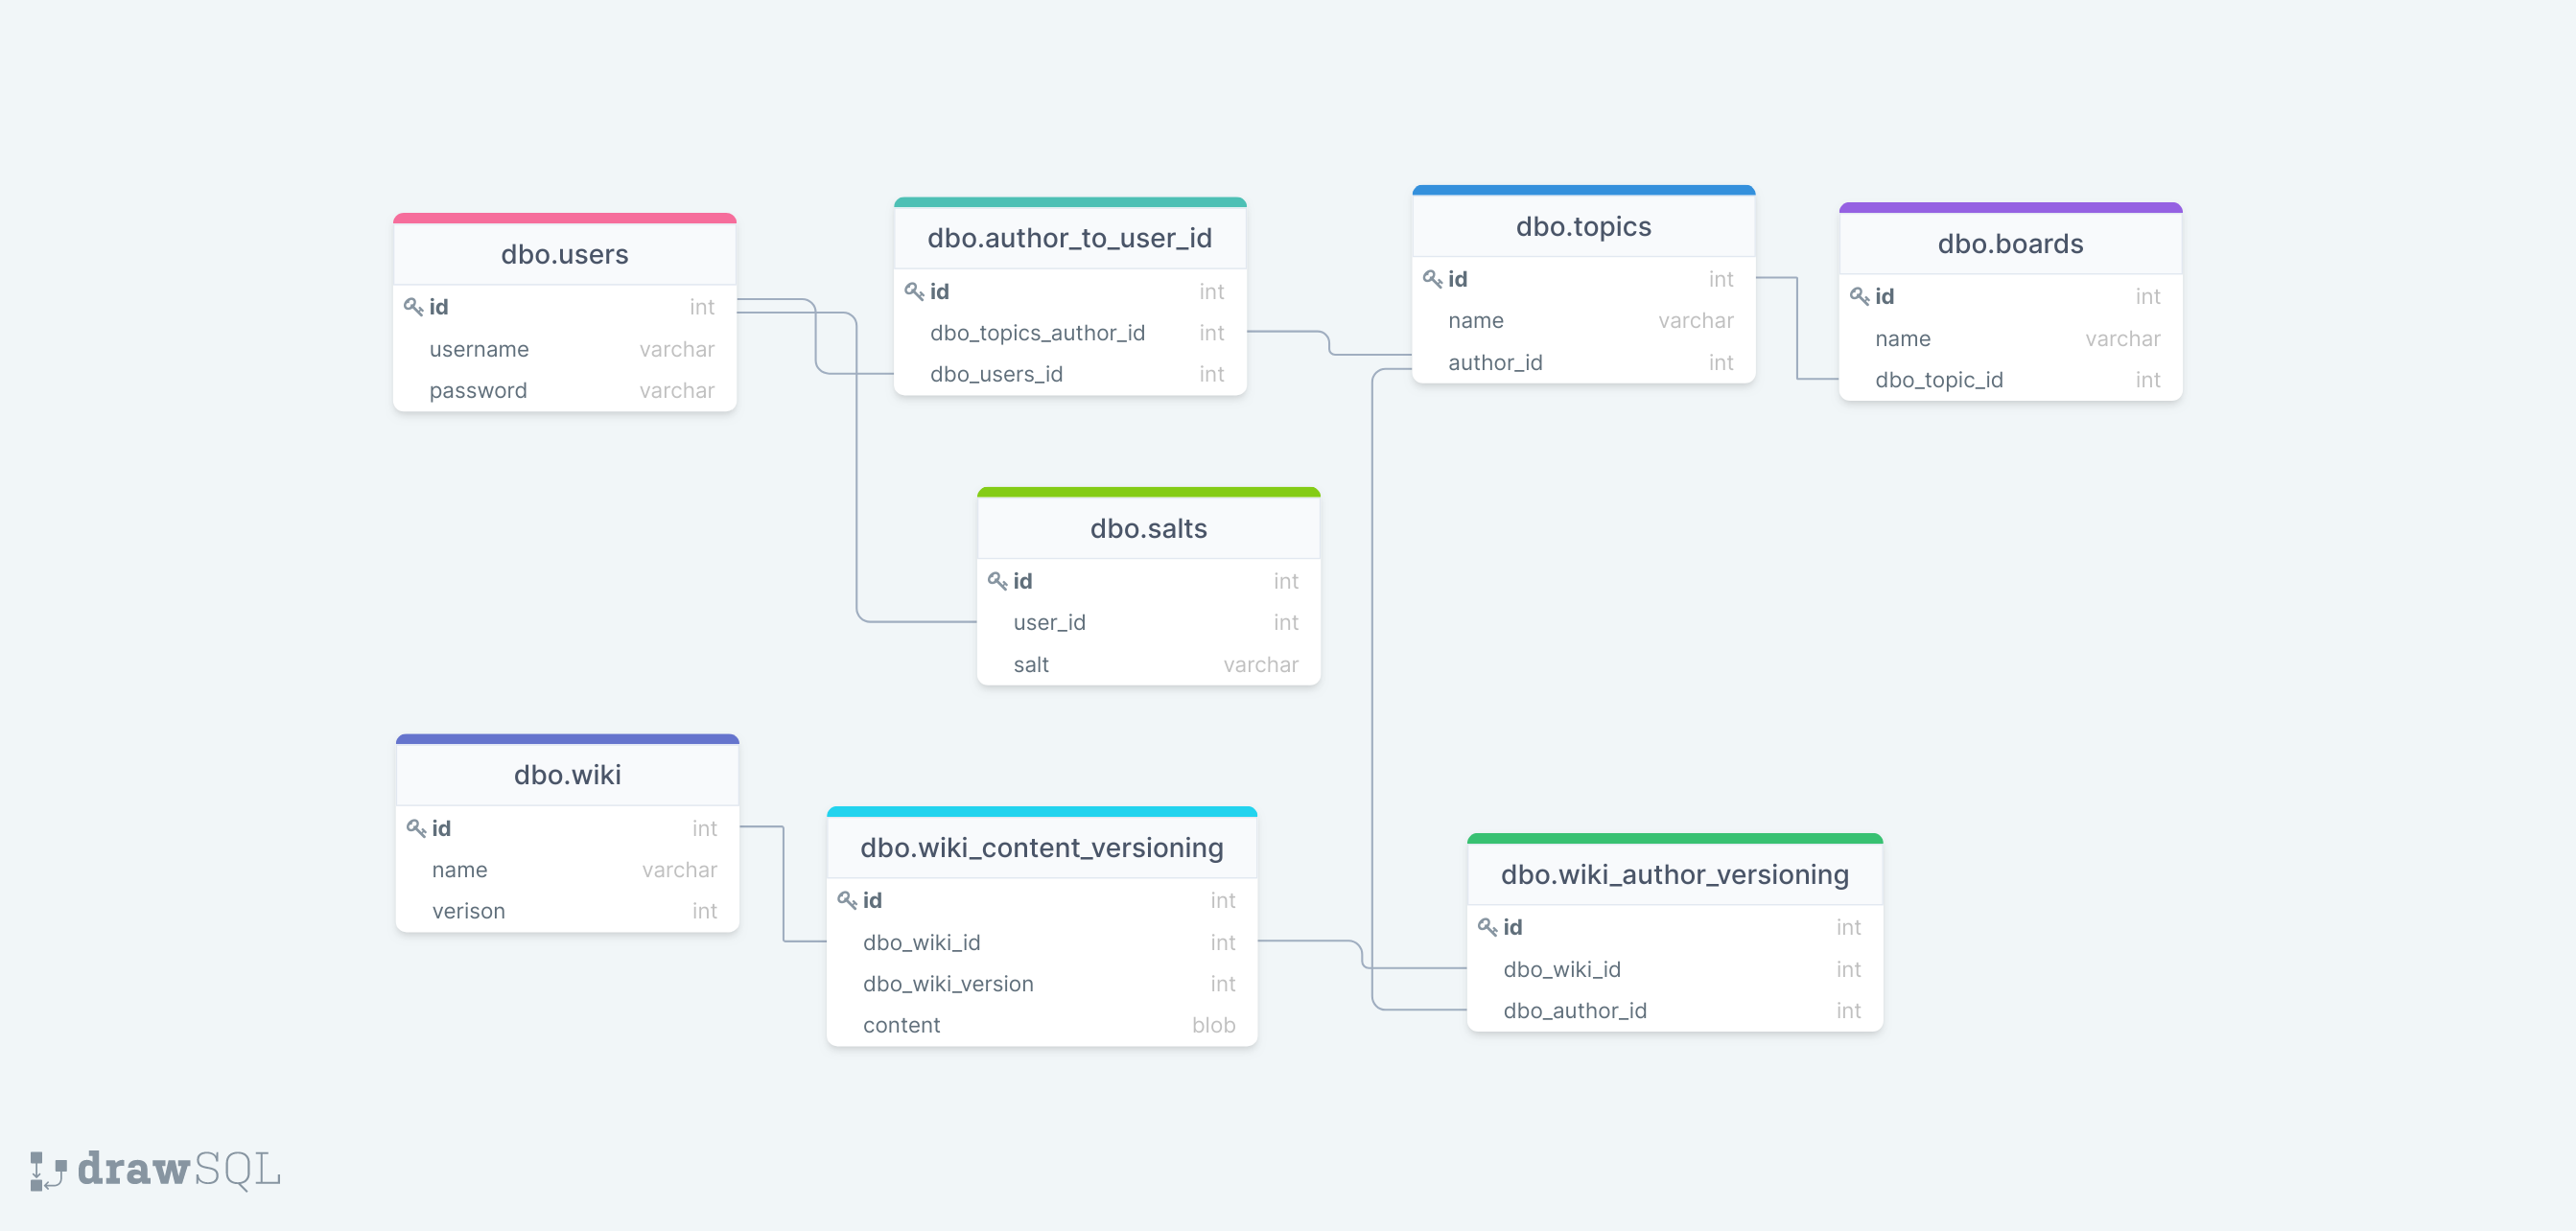 dbo.users
id int
username varchar
password varchar
dbo.author_to_user_id
id int
dbo_topics_author_id int
dbo_users_id int
dbo.topics
id int
name varchar
author_id int
dbo.boards
id int
name varchar
dbo_topic_id int
dbo.salts
id int
user_id int
salt varchar
dbo.wiki
id int
name varchar
verison int
dbo.wiki_content_versioning
id int
dbo_wiki_id int
dbo_wiki_version int
content blob
dbo.wiki_author_versioning
id int
dbo_wiki_id int
dbo_author_id int
drawSQL